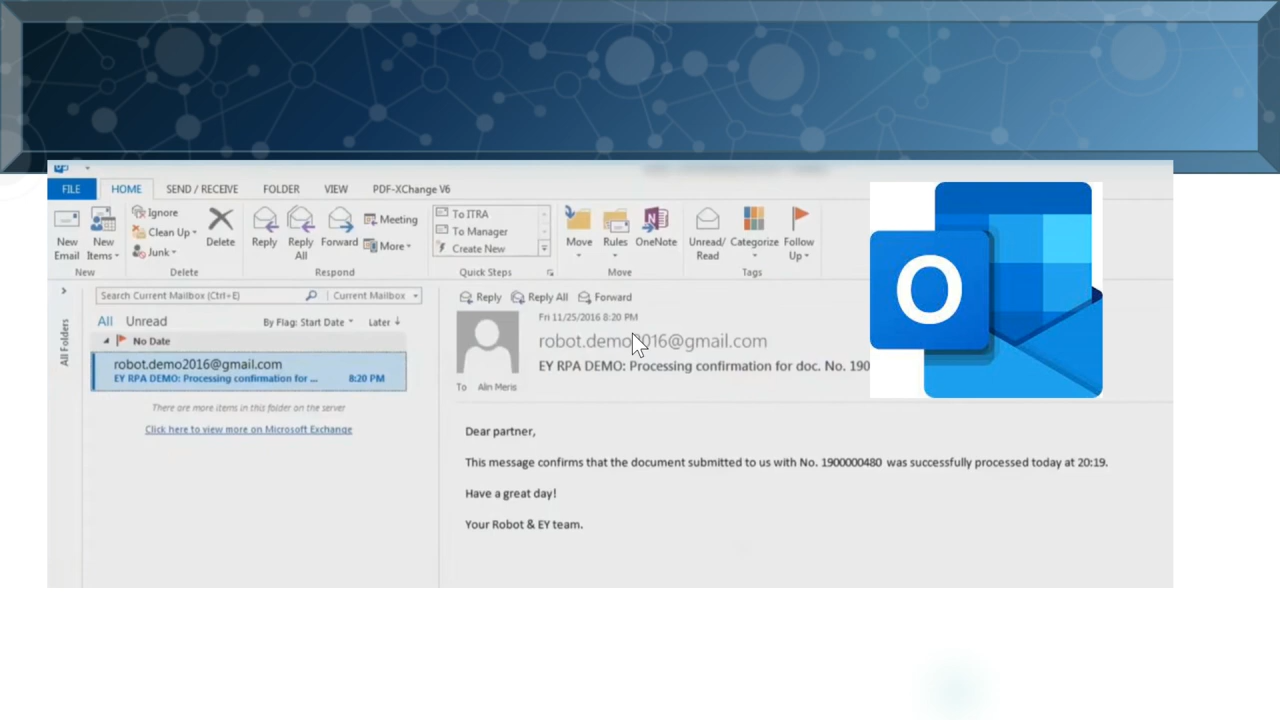 FILE HOME SEND / RECEIVE FOLDER VIEW PDF-XChange V6
New Email
New Items
Ignore
Clean Up
Junk
Delete
Reply
Reply All
Forward
Meeting
More
To ITRA
To Manager
Create New
Move
Rules
OneNote
Unread/ Read
Categorize
Follow Up
New Delete Respond Quick Steps Move Tags
All Folders
Search Current Mailbox (Ctrl+E) Current Mailbox
All Unread By Flag: Start Date Later
No Date
robot.demo2016@gmail.com
EY RPA DEMO: Processing confirmation for ... 8:20 PM
There are more items in this folder on the server
Click here to view more on Microsoft Exchange
Reply Reply All Forward
Fri 11/25/2016 8:20 PM
robot.demo2016@gmail.com
EY RPA DEMO: Processing confirmation for doc. No. 190
To Alin Meris
Dear partner,
This message confirms that the document submitted to us with No. 1900000480 was successfully processed today at 20:19.
Have a great day!
Your Robot & EY team.
O